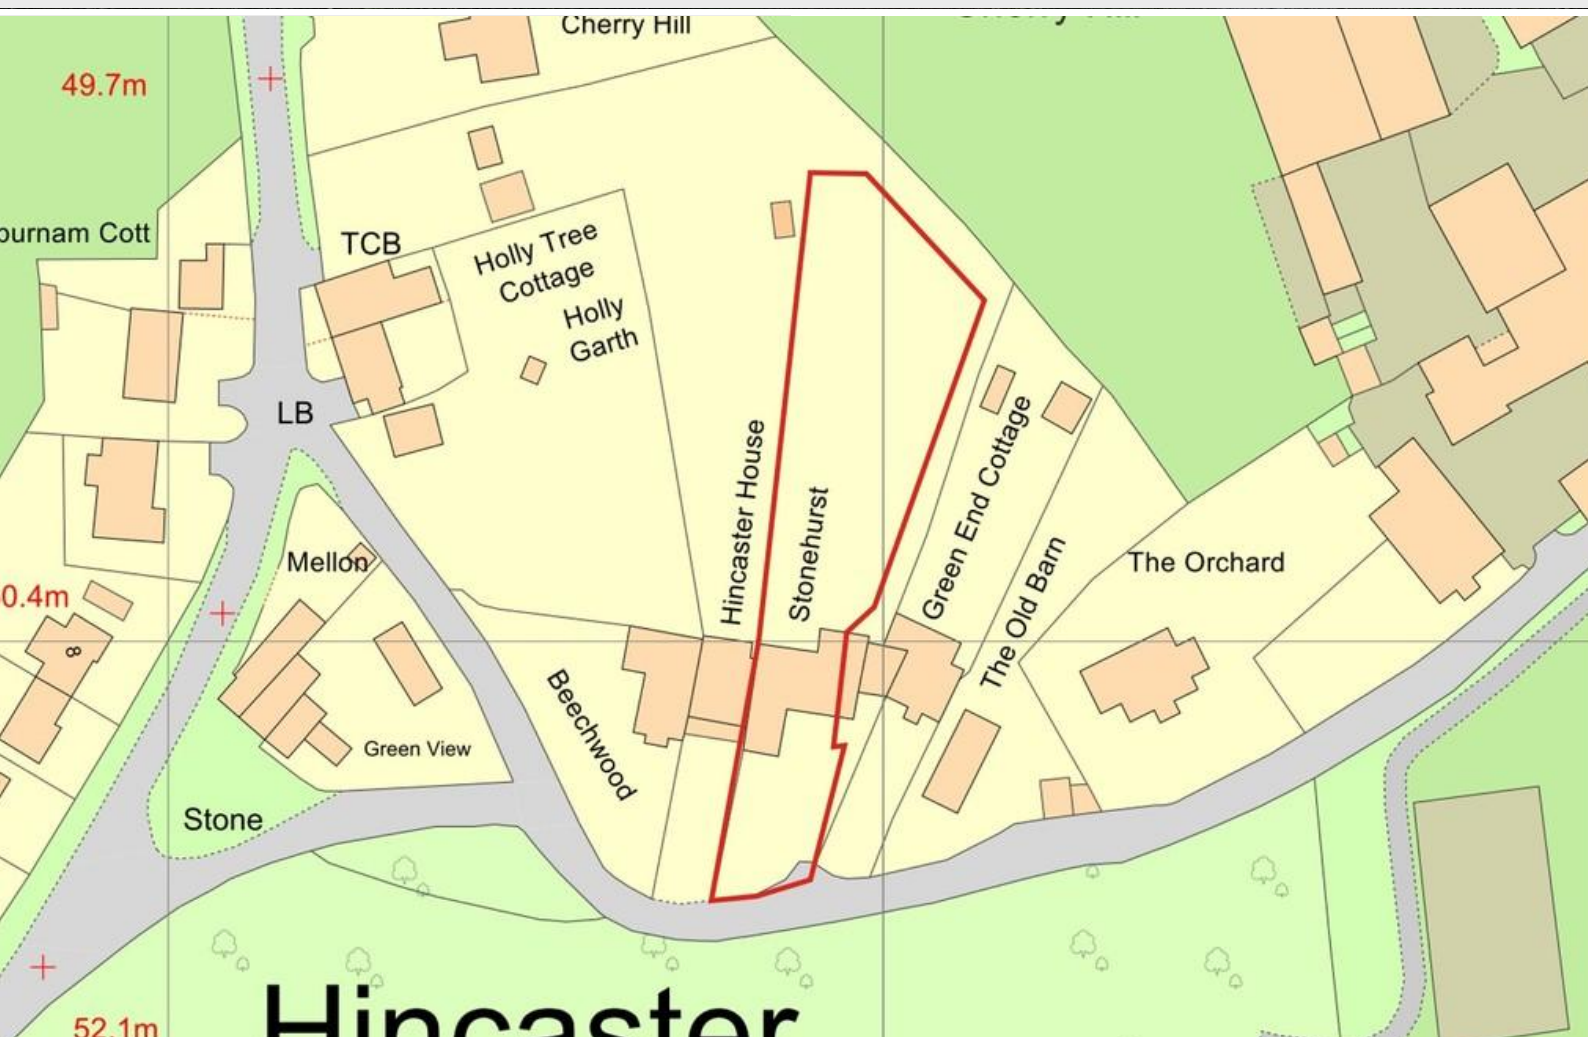 Cherry Hill
49.7m
TCB
Cott
Holly Tree
Cottage
Holly
Garth
LB
Hincaster House
Stonehurst
Green End Cottage
The Old Barn
The Orchard
Mellon
0.4m
8
Beechwood
Green View
Stone
Hincaster
52.1m